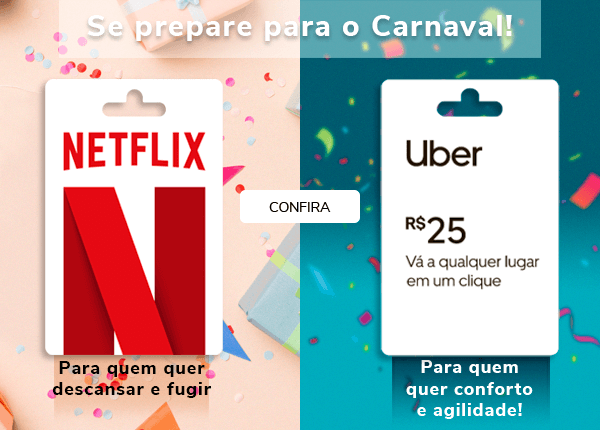 Se prepare para o Carnaval!
NETFLIX
Para quem quer
descansar e fugir
CONFIRA
Uber
R$25
Vá a qualquer lugar
em um clique
Para quem
quer conforto
e agilidade!